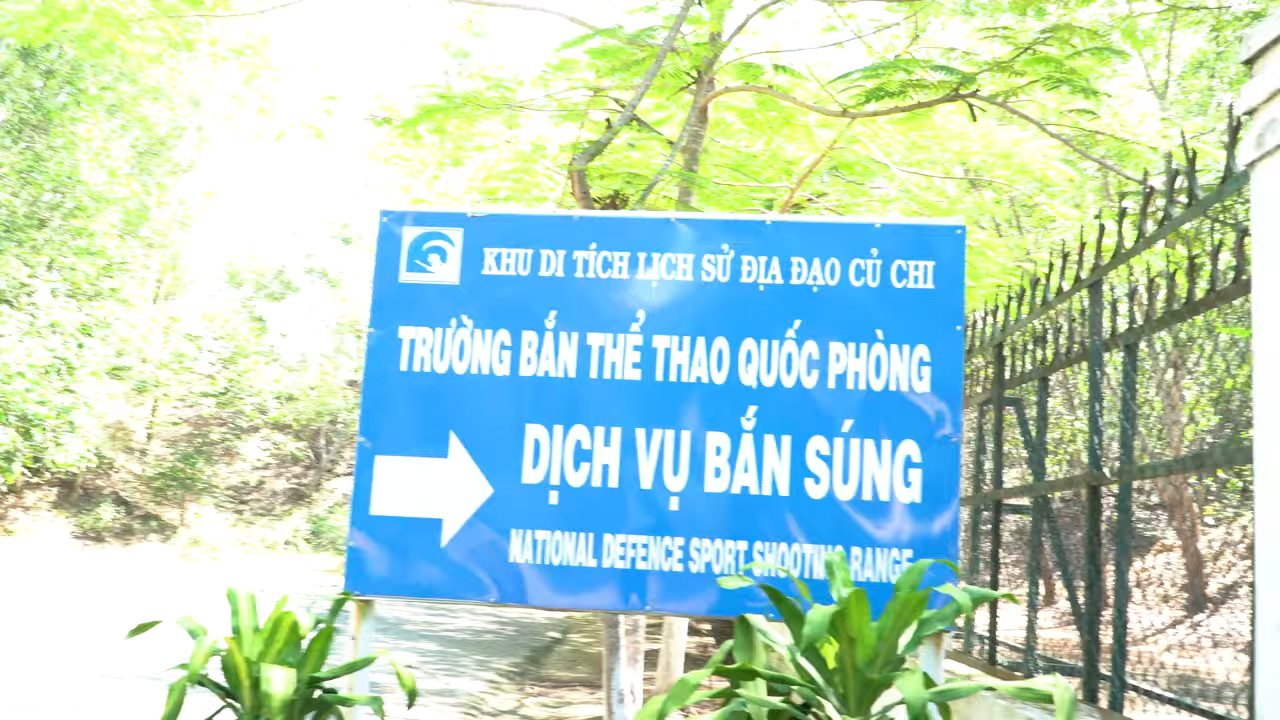 KHU DI TÍCH LỊCH SỬ ĐỊA ĐẠO CỦ CHI
TRƯỜNG BẮN THỂ THAO QUỐC PHÒNG
DỊCH VỤ BẮN SÚNG
NATIONAL DEFENCE SPORT SHOOTING RANGE